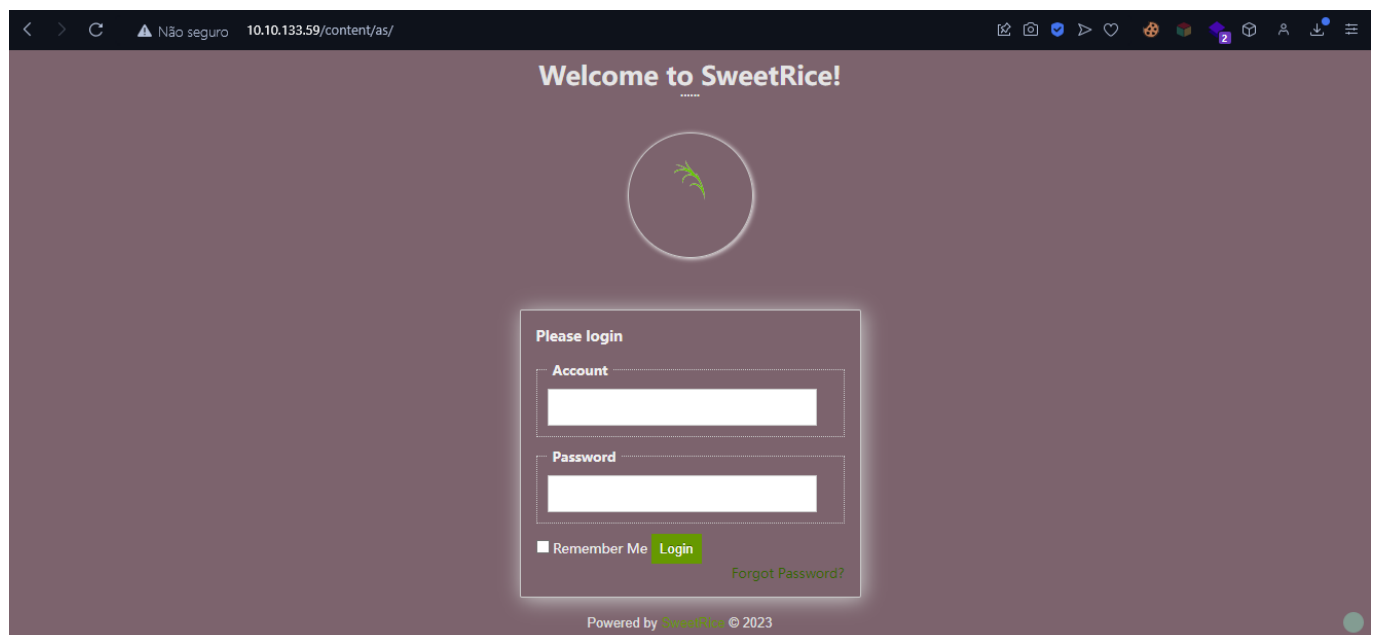 Não seguro 10.10.133.59/content/as/
2
Welcome to SweetRice!
Please login
Account
Password
Remember Me Login
Forgot Password?
Powered by SweetRice © 2023